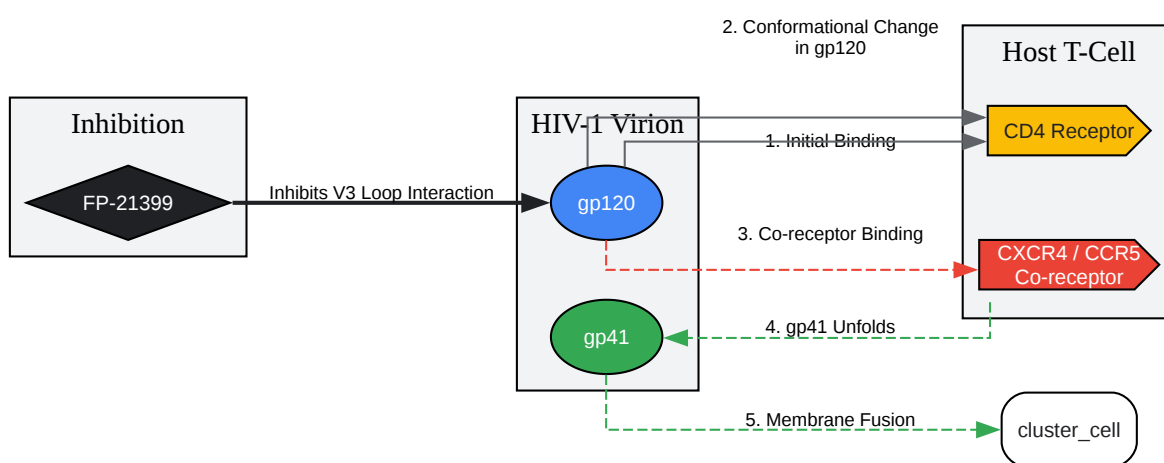 2. Conformational Change
in gp120
Host T-Cell
Inhibition
HIV-1 Virion
CD4 Receptor
1. Initial Binding
FP-21399
Inhibits V3 Loop Interaction
gp120
3. Co-receptor Binding
CXCR4 / CCR5
Co-receptor
4. gp41 Unfolds
gp41
5. Membrane Fusion
cluster_cell